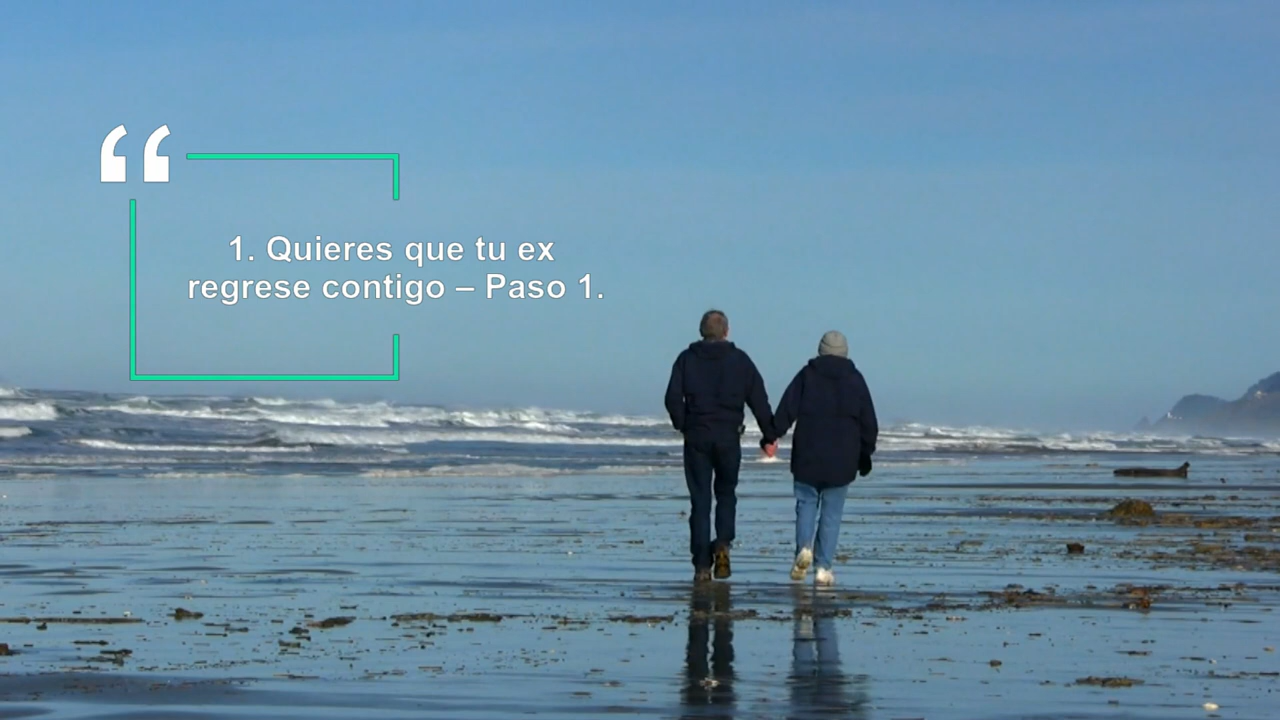 1. Quieres que tu ex
regrese contigo – Paso 1.